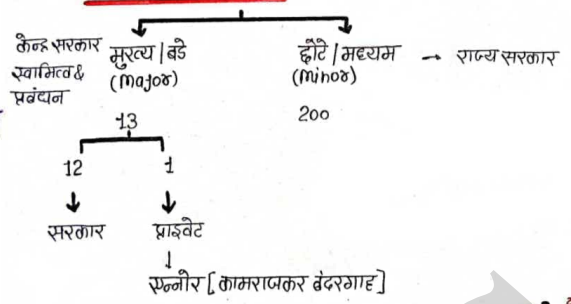 केन्द्र सरकार
स्वामित्व &
प्रबंधन
मुख्य/बडे
(Major)
छोटे/मध्यम → राज्य सरकार
(Minor)
13
200
12 1
सरकार प्राइवेट
एन्नोर [कामराजकर बंदरगाह]